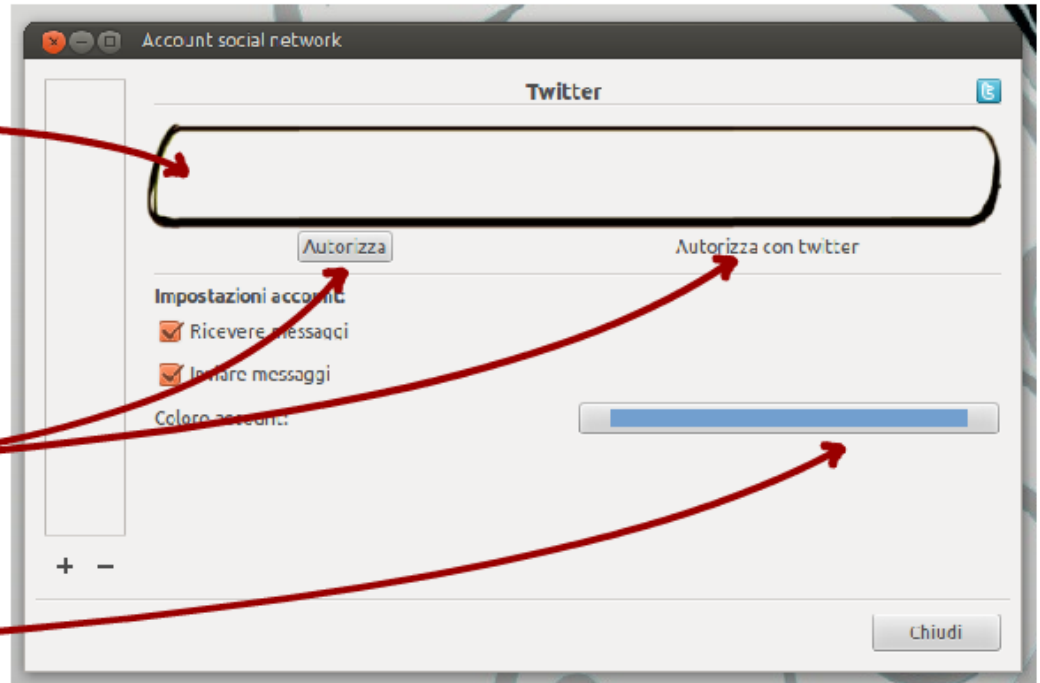 Account social network
Twitter
Autorizza
Autorizza con twitter
Impostazioni account:
Ricevere messaggi
Inviare messaggi
Colore account:
+ −
Chiudi